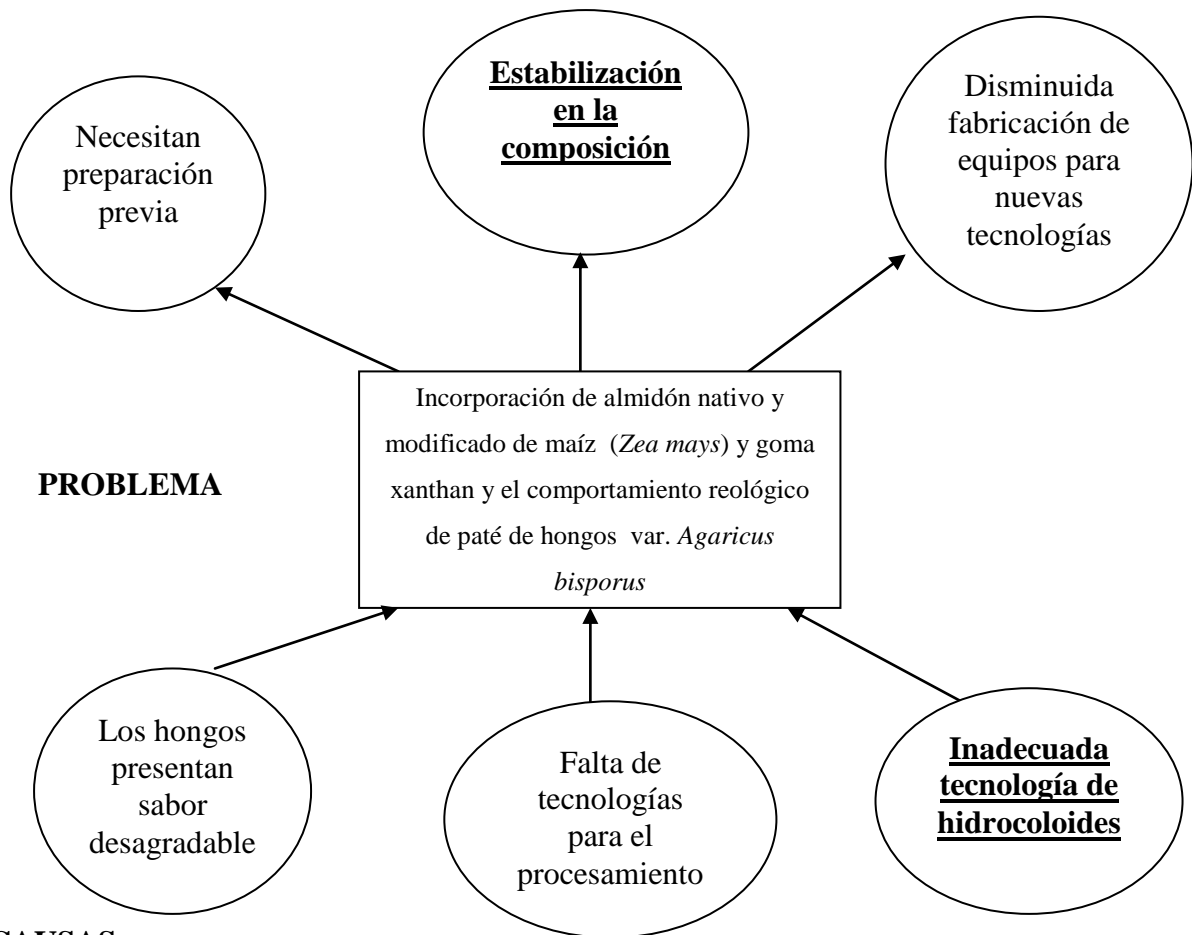 Necesitan
preparación
previa
Estabilización
en la
composición
Disminuida
fabricación de
equipos para
nuevas
tecnologías
PROBLEMA
Incorporación de almidón nativo y
modificado de maíz (Zea mays) y goma
xanthan y el comportamiento reológico
de paté de hongos var. Agaricus
bisporus
Los hongos
presentan
sabor
desagradable
Falta de
tecnologías
para el
procesamiento
Inadecuada
tecnología de
hidrocoloides